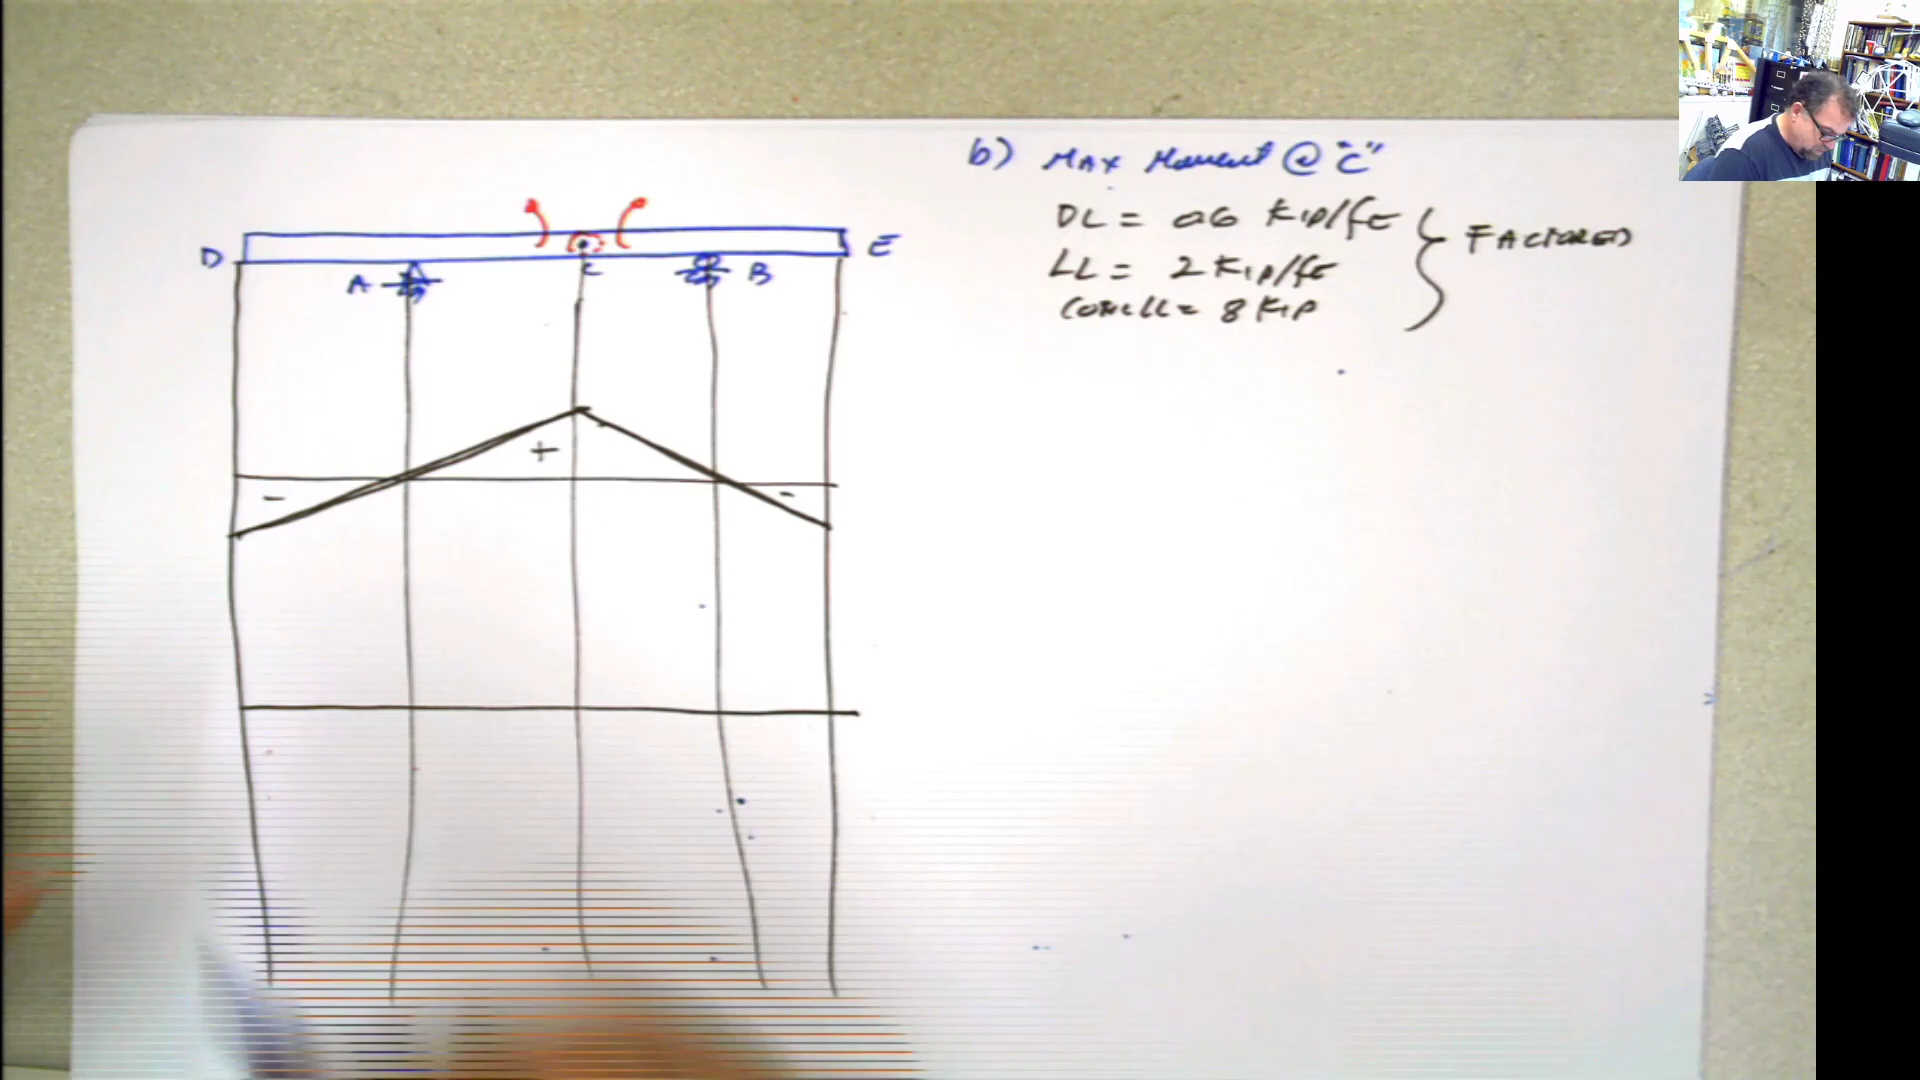 b) MAX Moment @ "C"
DL = 0.6 KIP/ft } FACTORED
LL = 2 KIP/ft
CONC LL = 8 KIP
D E
A C B
+
- -